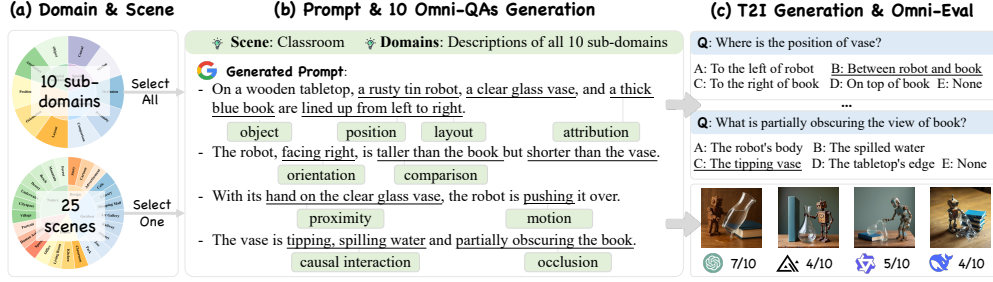 (a) Domain & Scene
(b) Prompt & 10 Omni-QAs Generation
(c) T2I Generation & Omni-Eval
10 sub-
domains
Select
All
25
scenes
Select
One
Scene: Classroom Domains: Descriptions of all 10 sub-domains
Generated Prompt:
- On a wooden tabletop, a rusty tin robot, a clear glass vase, and a thick
blue book are lined up from left to right.
object position layout attribution
- The robot, facing right, is taller than the book but shorter than the vase.
orientation comparison
- With its hand on the clear glass vase, the robot is pushing it over.
proximity motion
- The vase is tipping, spilling water and partially obscuring the book.
causal interaction occlusion
Q: Where is the position of vase?
A: To the left of robot B: Between robot and book
C: To the right of book D: On top of book E: None
...
Q: What is partially obscuring the view of book?
A: The robot's body B: The spilled water
C: The tipping vase D: The tabletop's edge E: None
7/10 4/10 5/10 4/10